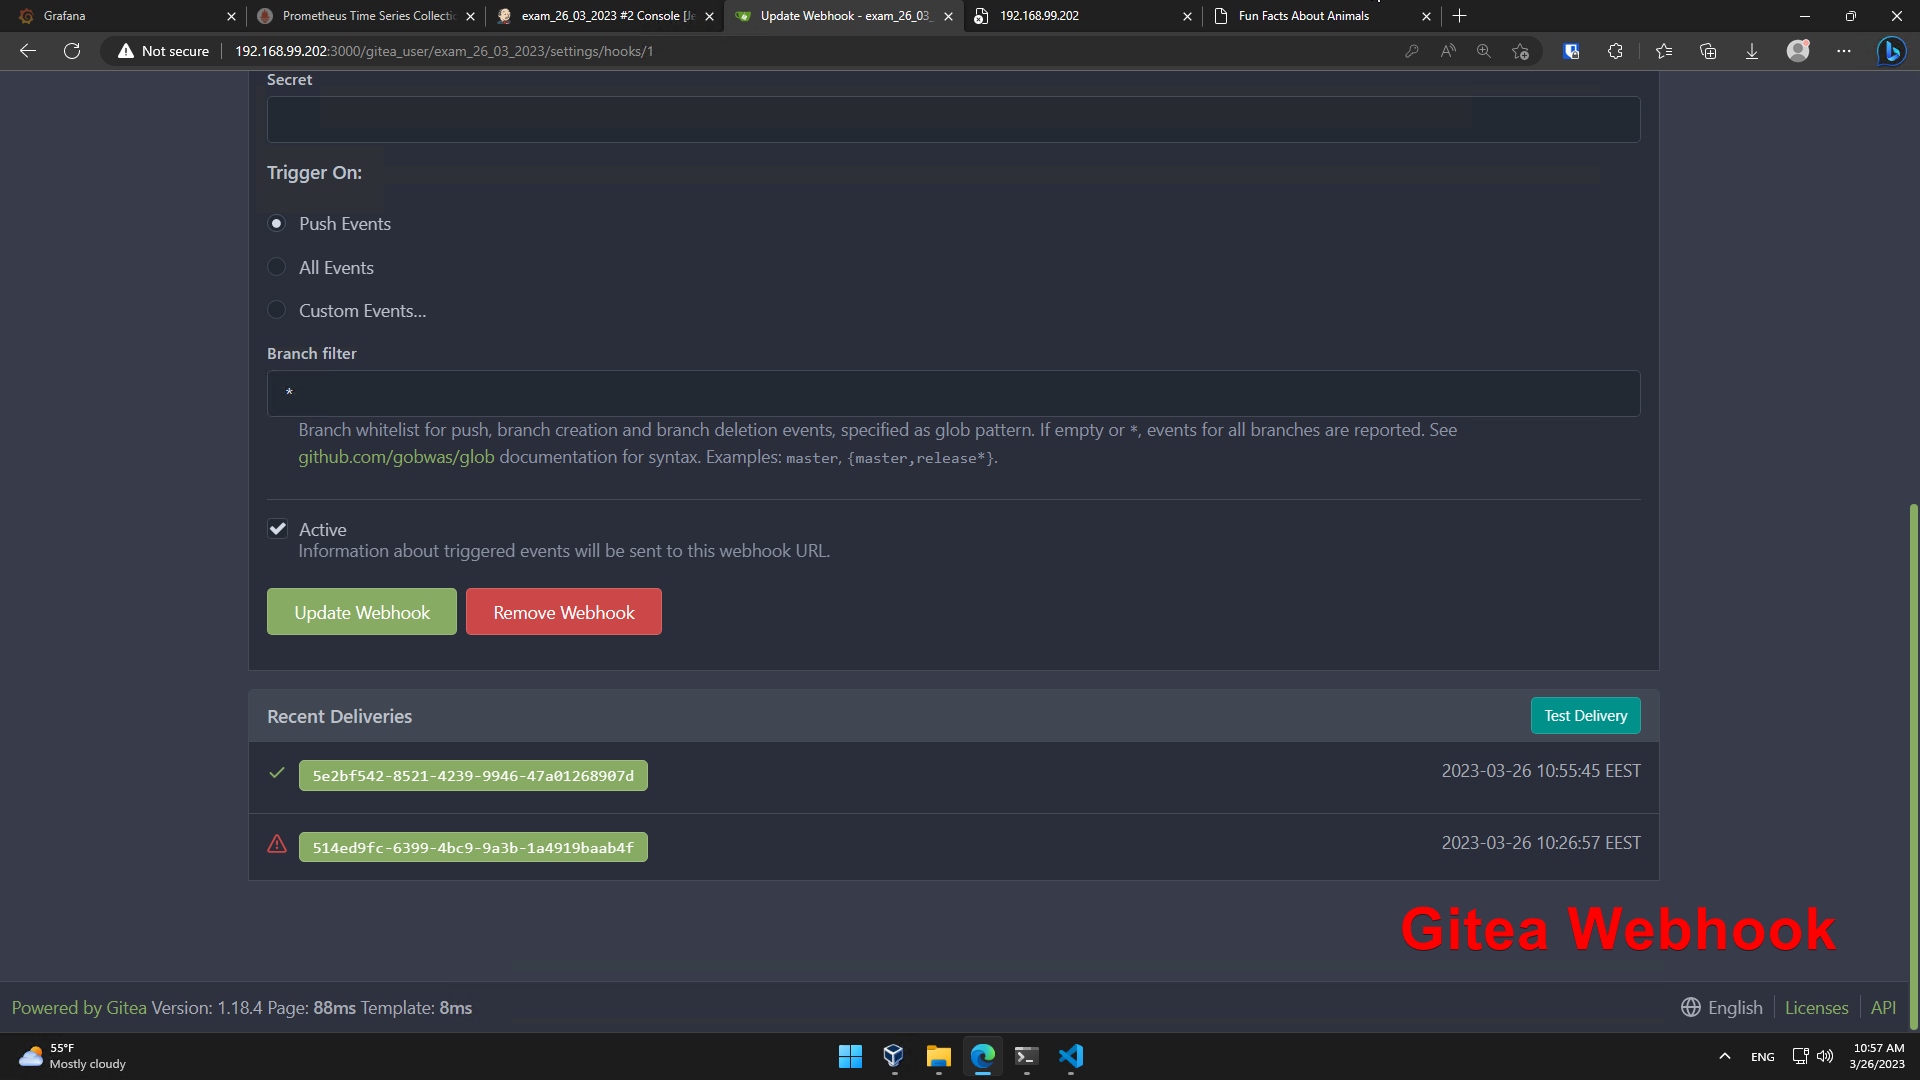 Grafana
Prometheus Time Series Collectic
exam_26_03_2023 #2 Console [Je
Update Webhook - exam_26_03_
192.168.99.202
Fun Facts About Animals
Not secure
192.168.99.202:3000/gitea_user/exam_26_03_2023/settings/hooks/1
Secret
Trigger On:
Push Events
All Events
Custom Events...
Branch filter
*
Branch whitelist for push, branch creation and branch deletion events, specified as glob pattern. If empty or *, events for all branches are reported. See
github.com/gobwas/glob documentation for syntax. Examples: master, {master,release*}.
Active
Information about triggered events will be sent to this webhook URL.
Update Webhook
Remove Webhook
Recent Deliveries
Test Delivery
5e2bf542-8521-4239-9946-47a01268907d
2023-03-26 10:55:45 EEST
514ed9fc-6399-4bc9-9a3b-1a4919baab4f
2023-03-26 10:26:57 EEST
Gitea Webhook
Powered by Gitea Version: 1.18.4 Page: 88ms Template: 8ms
English
Licenses
API
55°F
Mostly cloudy
ENG
10:57 AM
3/26/2023